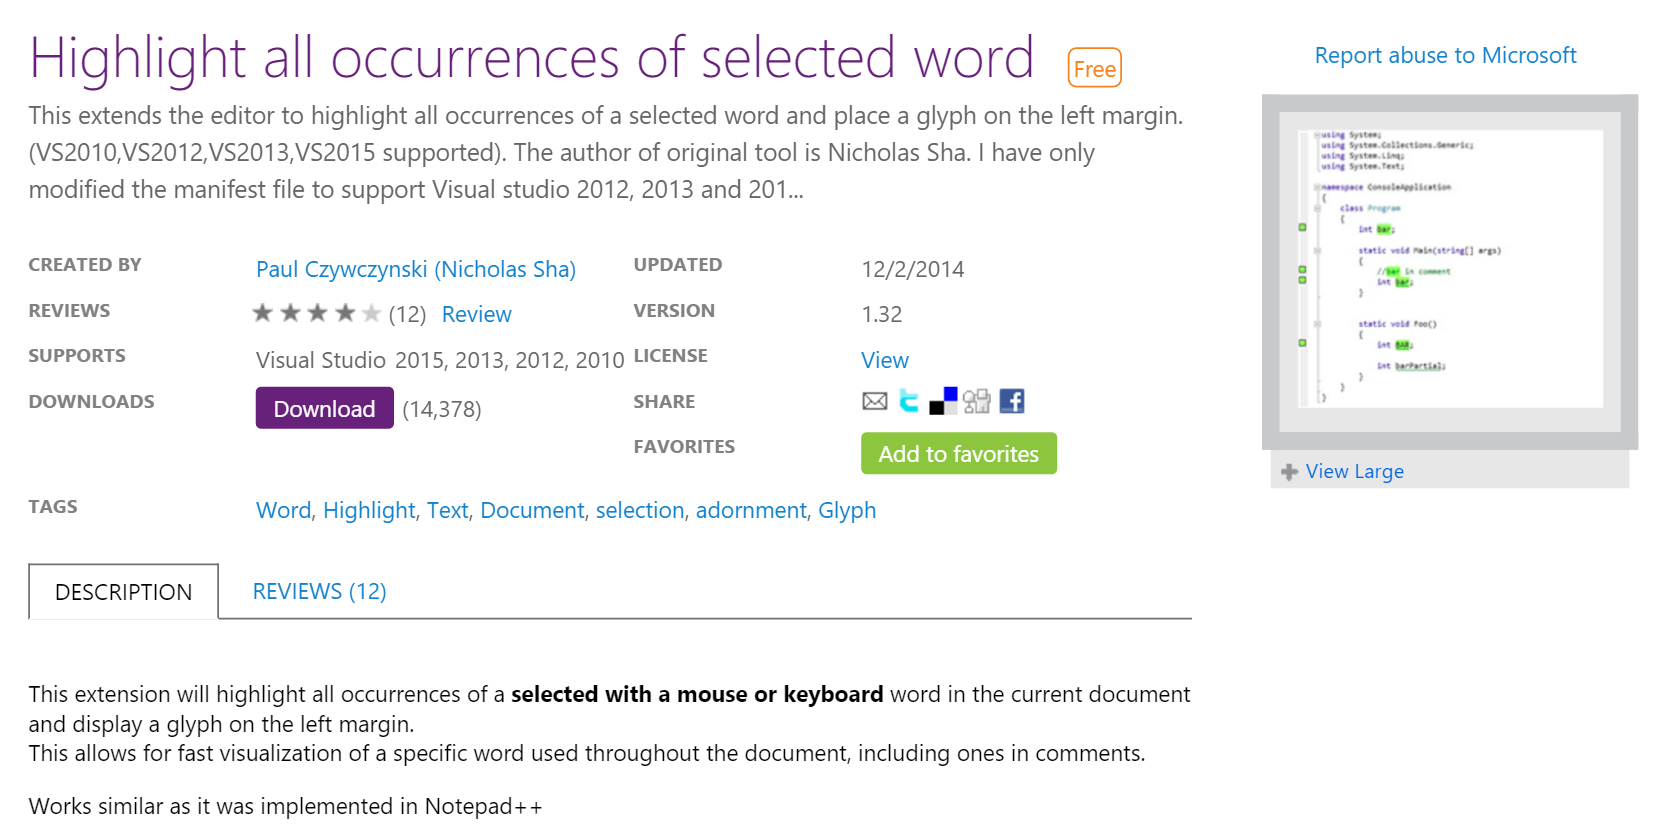 Highlight all occurrences of selected word Free
This extends the editor to highlight all occurrences of a selected word and place a glyph on the left margin.
(VS2010,VS2012,VS2013,VS2015 supported). The author of original tool is Nicholas Sha. I have only
modified the manifest file to support Visual studio 2012, 2013 and 201...
CREATED BY Paul Czywczynski (Nicholas Sha)
REVIEWS (12) Review
SUPPORTS Visual Studio 2015, 2013, 2012, 2010
DOWNLOADS Download (14,378)
UPDATED 12/2/2014
VERSION 1.32
LICENSE View
SHARE
FAVORITES Add to favorites
TAGS Word, Highlight, Text, Document, selection, adornment, Glyph
Report abuse to Microsoft
using System;
using System.Collections.Generic;
using System.Linq;
using System.Text;
namespace ConsoleApplication
{
class Program
{
int bar;
static void Main(string[] args)
{
//bar in comment
int bar;
}
static void Foo()
{
int BAR;
int barPartial;
}
}
}
View Large
DESCRIPTION REVIEWS (12)
This extension will highlight all occurrences of a selected with a mouse or keyboard word in the current document
and display a glyph on the left margin.
This allows for fast visualization of a specific word used throughout the document, including ones in comments.
Works similar as it was implemented in Notepad++